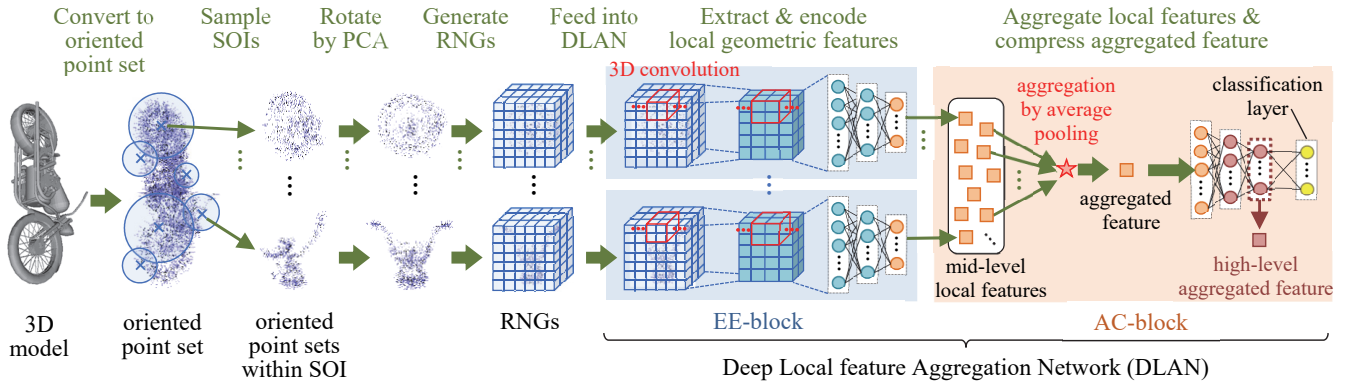 Convert to
oriented
point set
Sample
SOIs
Rotate
by PCA
Generate
RNGs
Feed into
DLAN
Extract & encode
local geometric features
Aggregate local features &
compress aggregated feature
3D convolution
aggregation
by average
pooling
classification
layer
aggregated
feature
mid-level
local features
high-level
aggregated feature
3D
model
oriented
point set
oriented
point sets
within SOI
RNGs
EE-block
AC-block
Deep Local feature Aggregation Network (DLAN)